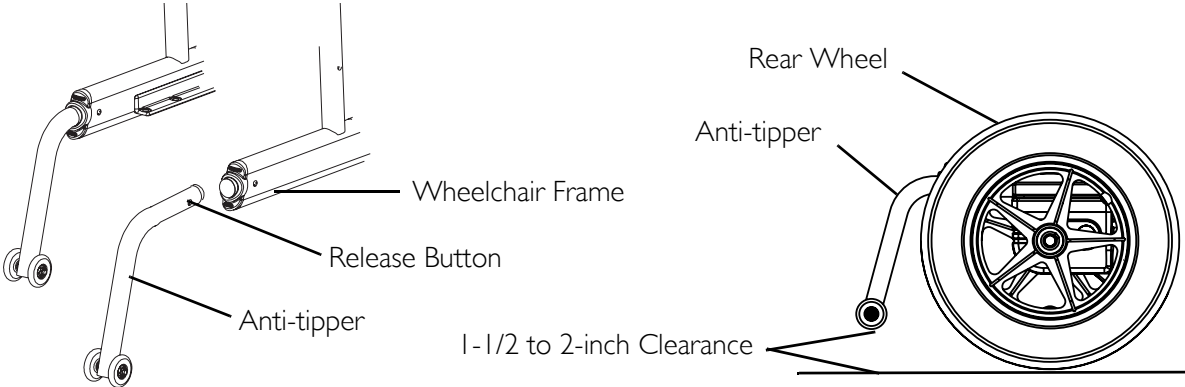 Rear Wheel
Anti-tipper
Wheelchair Frame
Release Button
Anti-tipper
1-1/2 to 2-inch Clearance